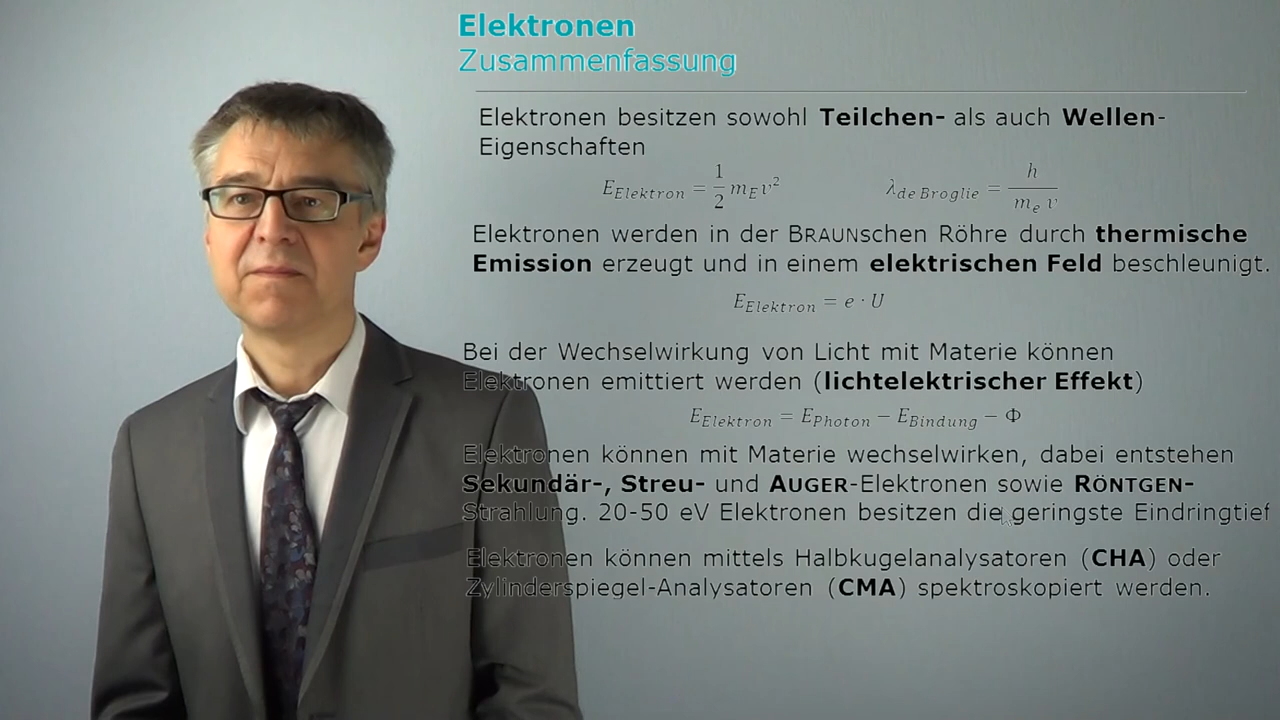 Elektronen
Zusammenfassung
Elektronen besitzen sowohl Teilchen- als auch Wellen-
Eigenschaften
E_Elektron = 1/2 m_E v² λ_de Broglie = h / (m_e v)
Elektronen werden in der BRAUNschen Röhre durch thermische
Emission erzeugt und in einem elektrischen Feld beschleunigt.
E_Elektron = e · U
Bei der Wechselwirkung von Licht mit Materie können
Elektronen emittiert werden (lichtelektrischer Effekt)
E_Elektron = E_Photon − E_Bindung − Φ
Elektronen können mit Materie wechselwirken, dabei entstehen
Sekundär-, Streu- und AUGER-Elektronen sowie RÖNTGEN-
Strahlung. 20-50 eV Elektronen besitzen die geringste Eindringtief
Elektronen können mittels Halbkugelanalysatoren (CHA) oder
Zylinderspiegel-Analysatoren (CMA) spektroskopiert werden.